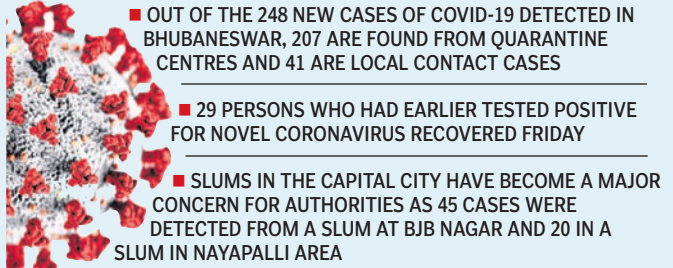 ■ OUT OF THE 248 NEW CASES OF COVID-19 DETECTED IN
BHUBANESWAR, 207 ARE FOUND FROM QUARANTINE
CENTRES AND 41 ARE LOCAL CONTACT CASES
■ 29 PERSONS WHO HAD EARLIER TESTED POSITIVE
FOR NOVEL CORONAVIRUS RECOVERED FRIDAY
■ SLUMS IN THE CAPITAL CITY HAVE BECOME A MAJOR
CONCERN FOR AUTHORITIES AS 45 CASES WERE
DETECTED FROM A SLUM AT BJB NAGAR AND 20 IN A
SLUM IN NAYAPALLI AREA